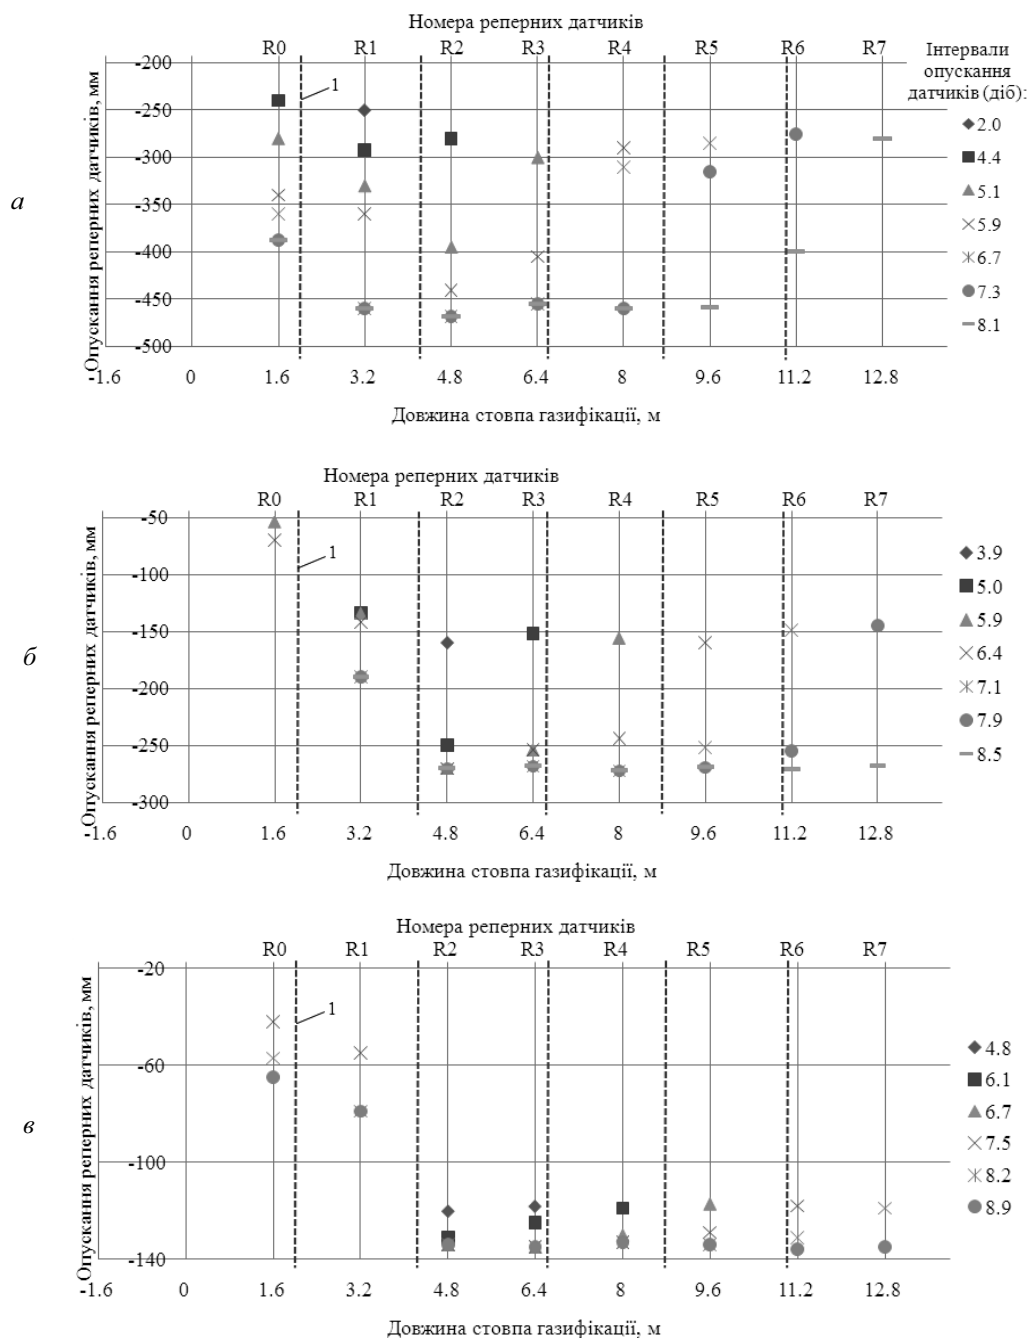 Номера реперних датчиків
R0 R1 R2 R3 R4 R5 R6 R7
Інтервали
опускання
датчиків (діб):
2.0
4.4
5.1
5.9
6.7
7.3
8.1
а
Опускання реперних датчиків, мм
-200
-250
-300
-350
-400
-450
-500
1
-1.6 0 1.6 3.2 4.8 6.4 8 9.6 11.2 12.8
Довжина стовпа газифікації, м
Номера реперних датчиків
R0 R1 R2 R3 R4 R5 R6 R7
б
Опускання реперних датчиків, мм
-50
-100
-150
-200
-250
-300
1
3.9
5.0
5.9
6.4
7.1
7.9
8.5
-1.6 0 1.6 3.2 4.8 6.4 8 9.6 11.2 12.8
Довжина стовпа газифікації, м
Номера реперних датчиків
R0 R1 R2 R3 R4 R5 R6 R7
в
Опускання реперних датчиків, мм
-20
-60
-100
-140
1
4.8
6.1
6.7
7.5
8.2
8.9
-1.6 0 1.6 3.2 4.8 6.4 8 9.6 11.2 12.8
Довжина стовпа газифікації, м